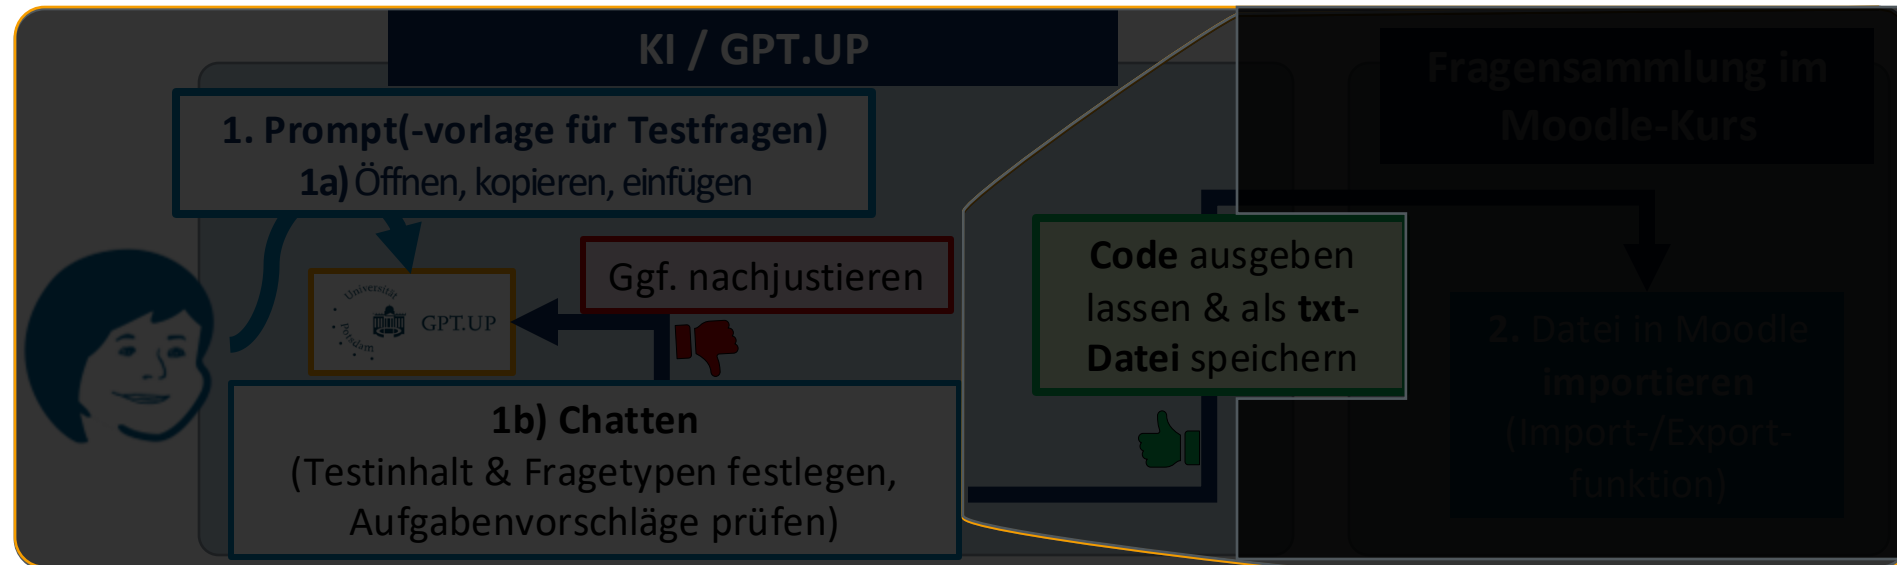 KI / GPT.UP
Fragensammlung im
Moodle-Kurs
1. Prompt(-vorlage für Testfragen)
1a) Öffnen, kopieren, einfügen
Ggf. nachjustieren
Universität
Potsdam
GPT.UP
Code ausgeben
lassen & als txt-
Datei speichern
1b) Chatten
(Testinhalt & Fragetypen festlegen,
Aufgabenvorschläge prüfen)
2. Datei in Moodle
importieren
(Import-/Export-
funktion)